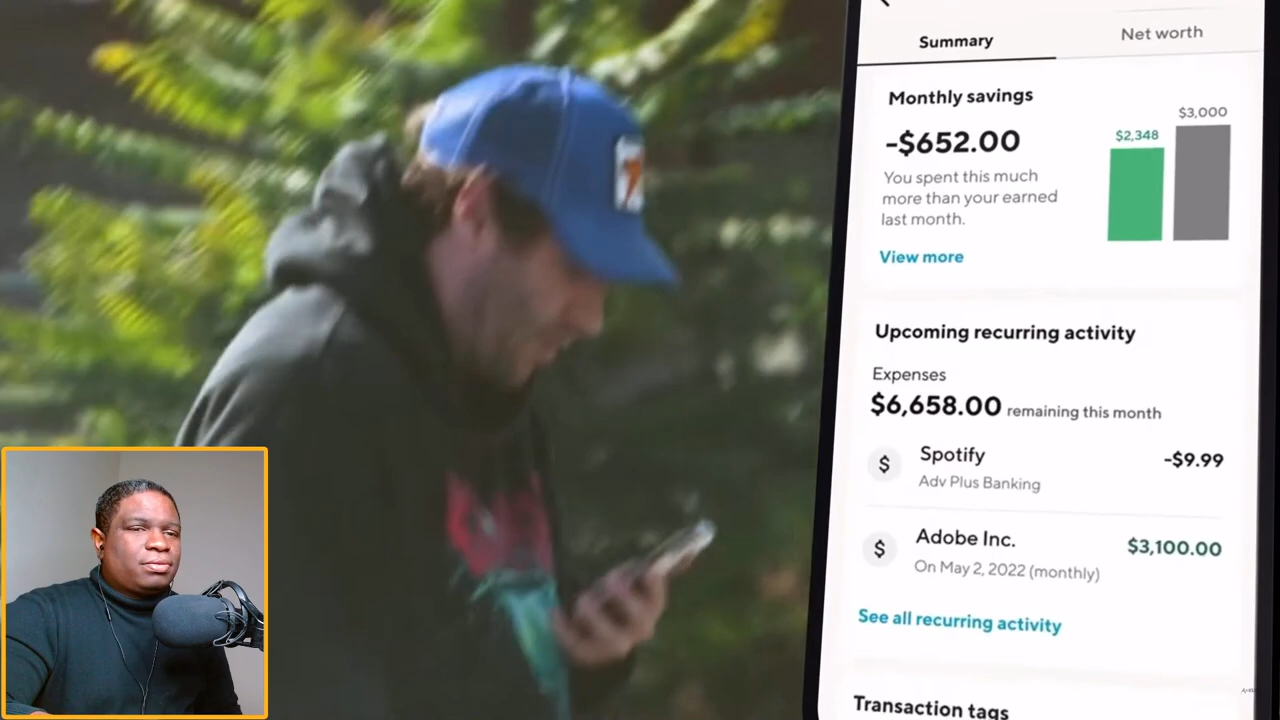 Summary
Net worth
Monthly savings
-$652.00
You spent this much
more than your earned
last month.
$2,348
$3,000
View more
Upcoming recurring activity
Expenses
$6,658.00 remaining this month
Spotify
-$9.99
Adv Plus Banking
Adobe Inc.
$3,100.00
On May 2, 2022 (monthly)
See all recurring activity
Transaction tags